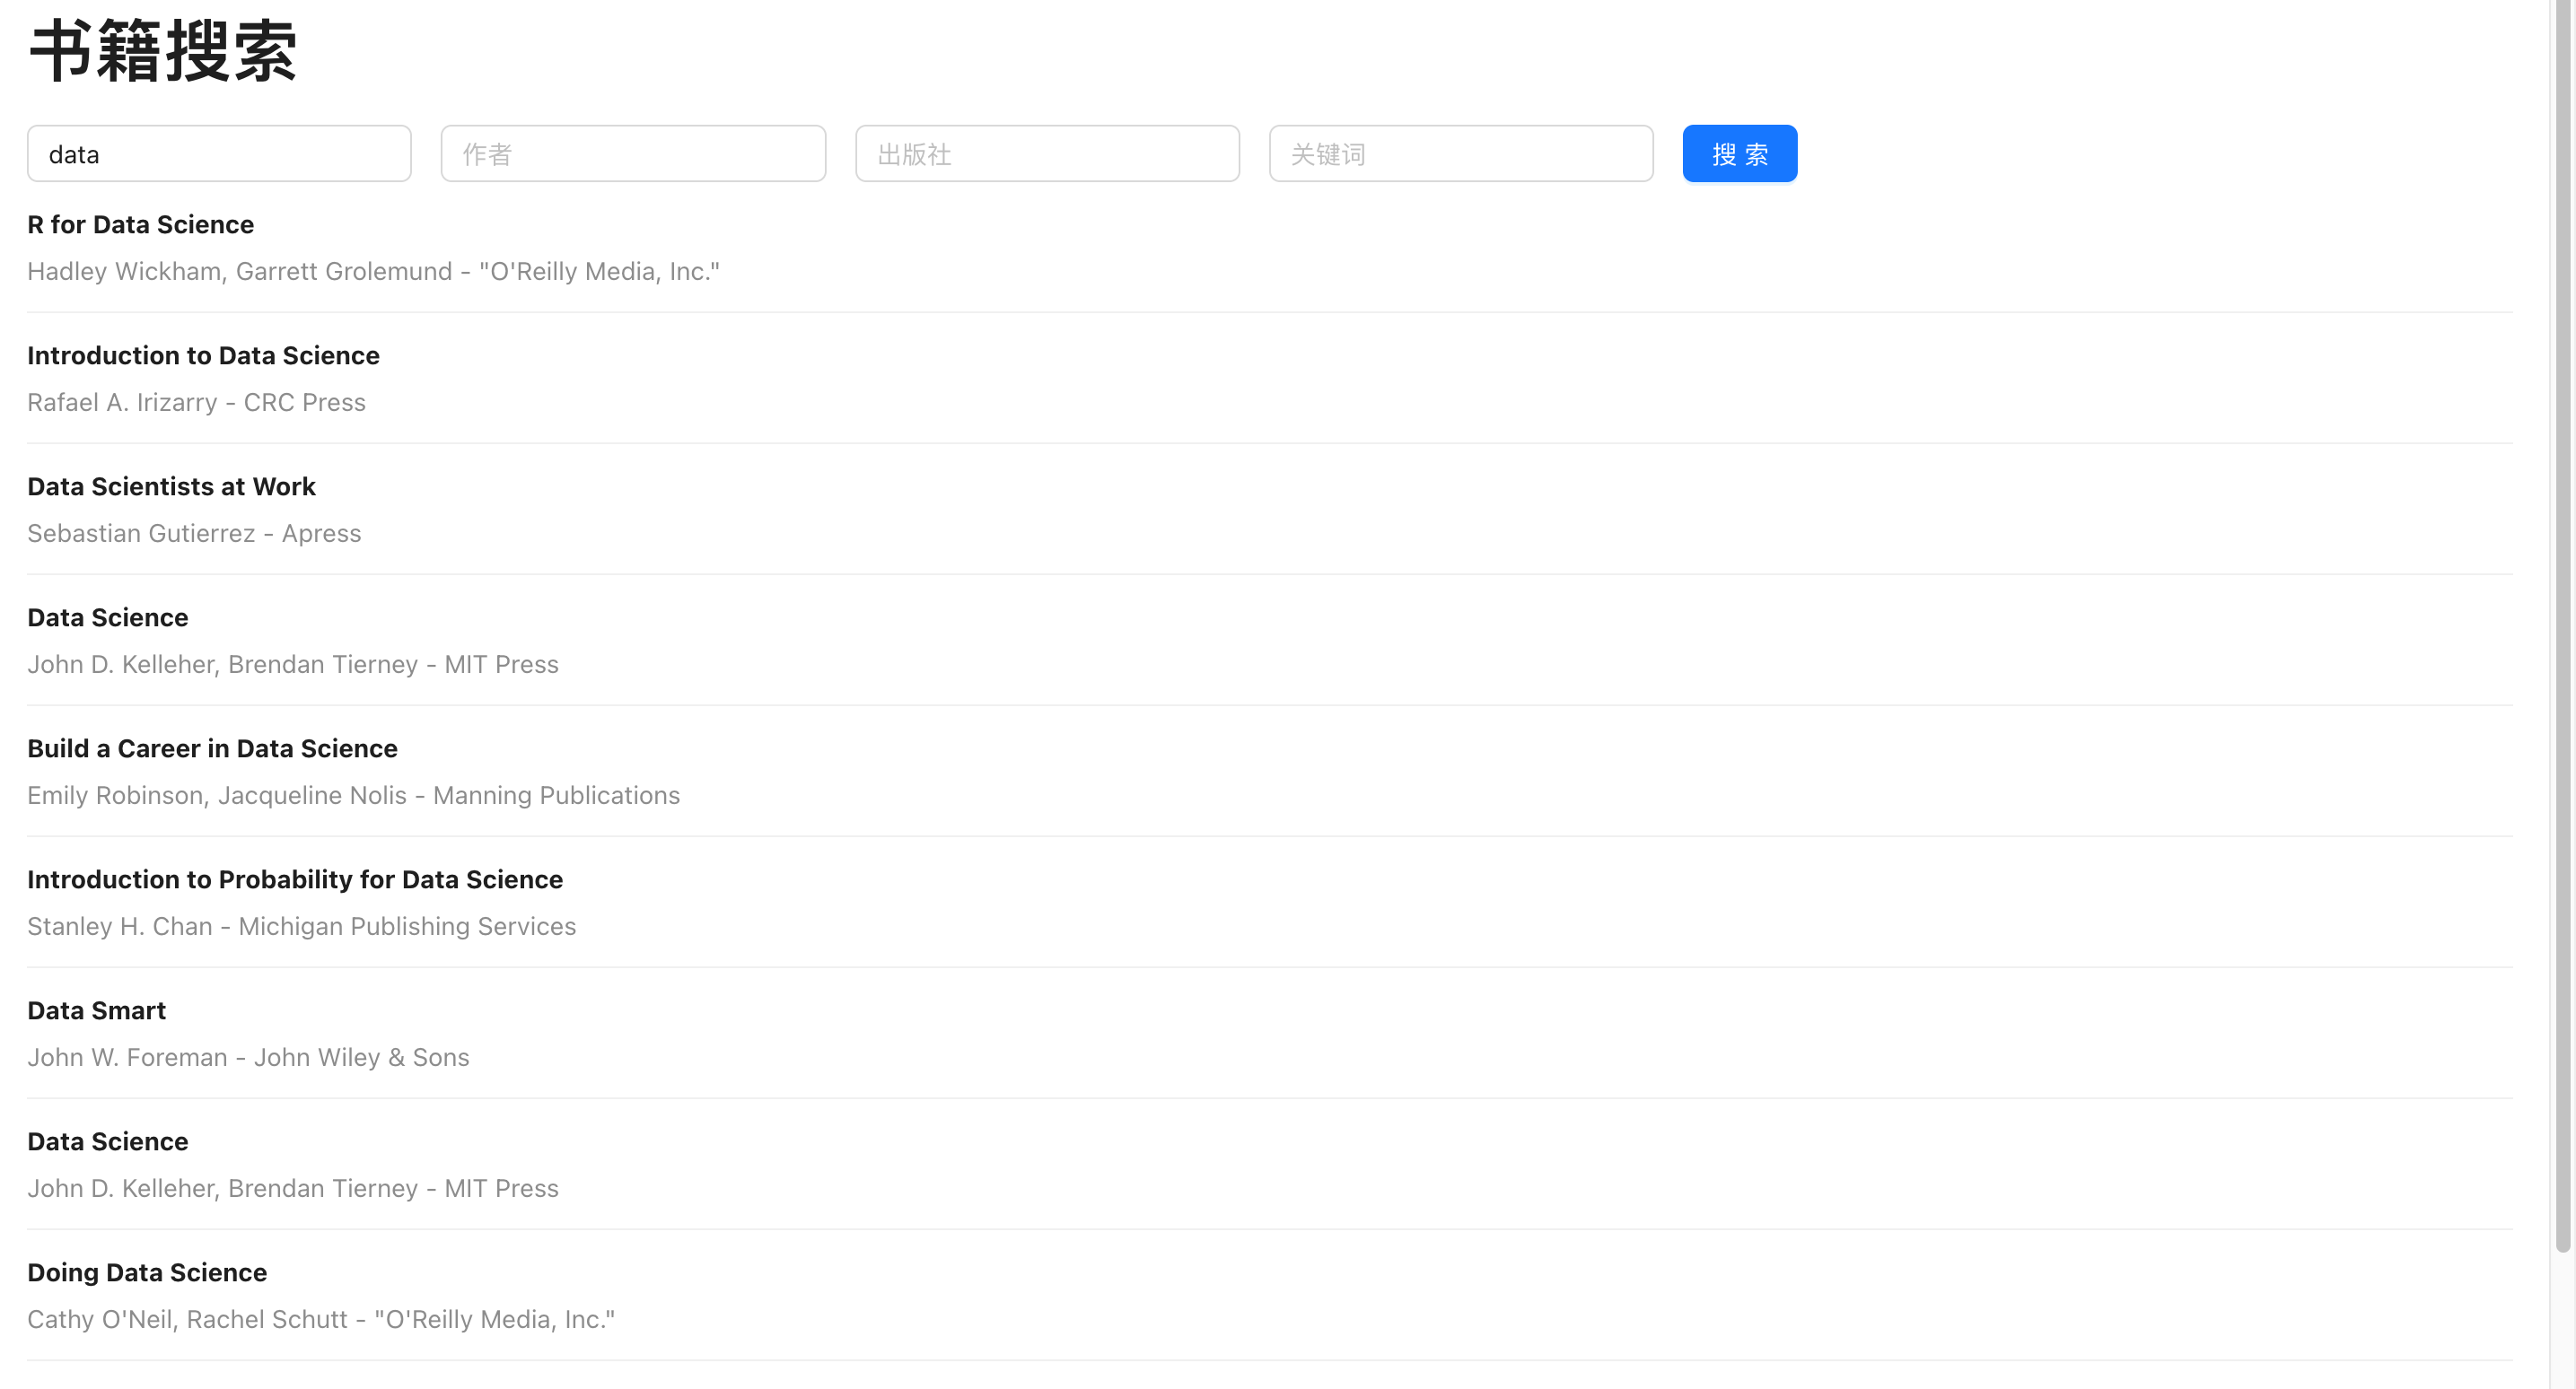 书籍搜索
data 作者 出版社 关键词 搜 索
R for Data Science
Hadley Wickham, Garrett Grolemund - "O'Reilly Media, Inc."
Introduction to Data Science
Rafael A. Irizarry - CRC Press
Data Scientists at Work
Sebastian Gutierrez - Apress
Data Science
John D. Kelleher, Brendan Tierney - MIT Press
Build a Career in Data Science
Emily Robinson, Jacqueline Nolis - Manning Publications
Introduction to Probability for Data Science
Stanley H. Chan - Michigan Publishing Services
Data Smart
John W. Foreman - John Wiley & Sons
Data Science
John D. Kelleher, Brendan Tierney - MIT Press
Doing Data Science
Cathy O'Neil, Rachel Schutt - "O'Reilly Media, Inc."